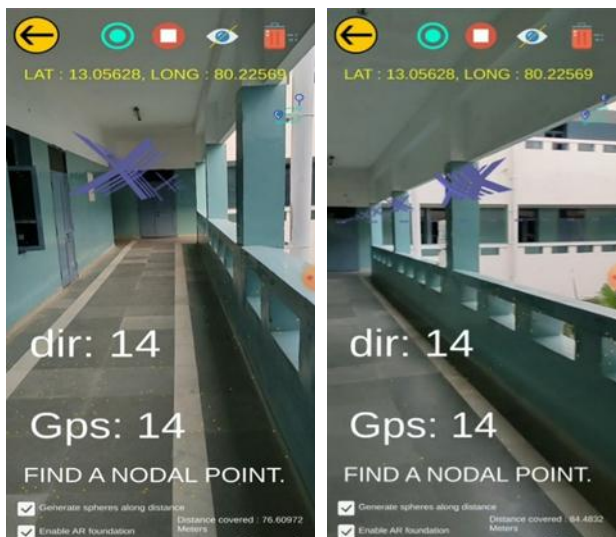 LAT : 13.05628, LONG : 80.22569
dir: 14
Gps: 14
FIND A NODAL POINT.
Generate spheres along distance
Distance covered : 76.60972
Meters
Enable AR foundation
LAT : 13.05628, LONG : 80.22569
dir: 14
Gps: 14
FIND A NODAL POINT.
Generate spheres along distance
Distance covered : 84.4832
Meters
Enable AR foundation